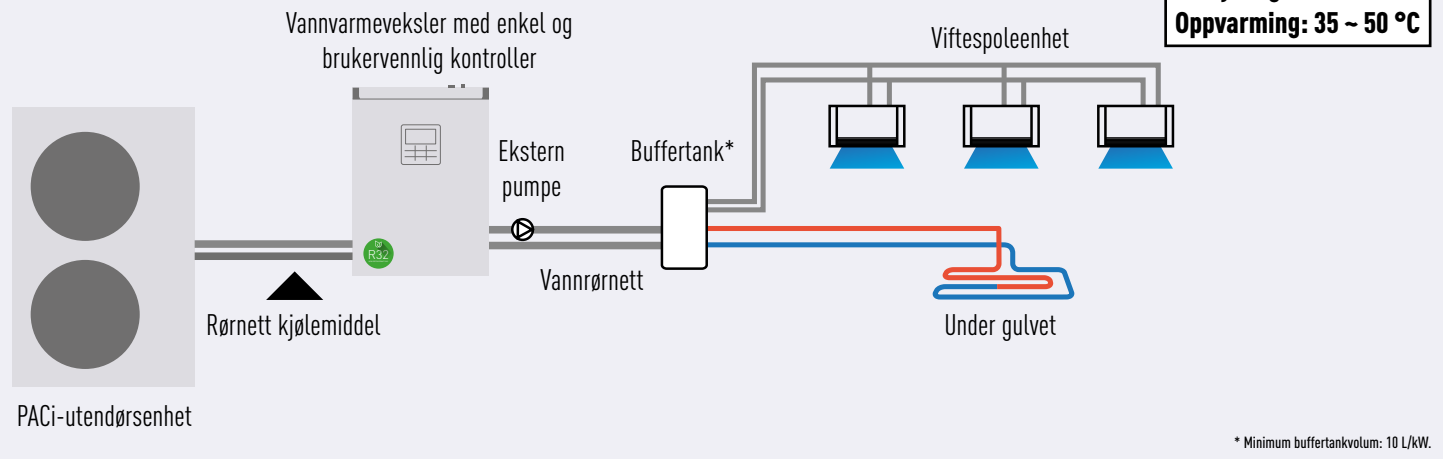 Vannvarmeveksler med enkel og
brukervennlig kontroller
Viftespoleenhet
Oppvarming: 35 ~ 50 °C
Ekstern
pumpe
Buffertank*
R32
Vannrørnett
Rørnett kjølemiddel
Under gulvet
PACi-utendørsenhet
* Minimum buffertankvolum: 10 L/kW.